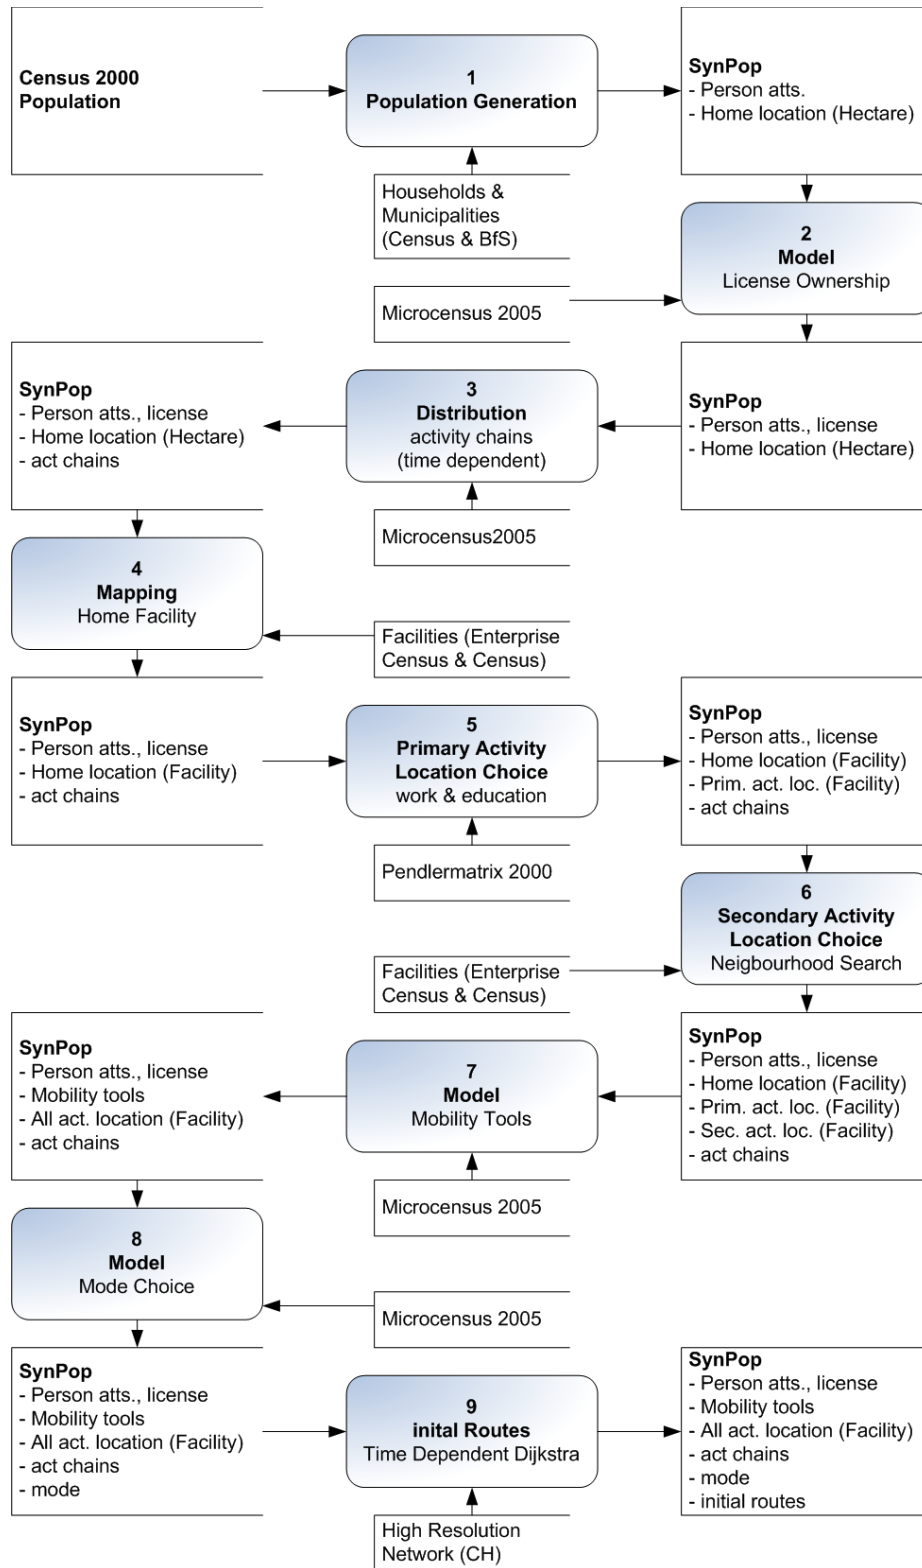 Census 2000
Population
1
Population Generation
SynPop
- Person atts.
- Home location (Hectare)
Households &
Municipalities
(Census & BfS)
2
Model
License Ownership
Microcensus 2005
SynPop
- Person atts., license
- Home location (Hectare)
- act chains
3
Distribution
activity chains
(time dependent)
SynPop
- Person atts., license
- Home location (Hectare)
Microcensus2005
4
Mapping
Home Facility
Facilities (Enterprise
Census & Census)
SynPop
- Person atts., license
- Home location (Facility)
- act chains
5
Primary Activity
Location Choice
work & education
SynPop
- Person atts., license
- Home location (Facility)
- Prim. act. loc. (Facility)
- act chains
Pendlermatrix 2000
6
Secondary Activity
Location Choice
Neigbourhood Search
Facilities (Enterprise
Census & Census)
SynPop
- Person atts., license
- Mobility tools
- All act. location (Facility)
- act chains
7
Model
Mobility Tools
SynPop
- Person atts., license
- Home location (Facility)
- Prim. act. loc. (Facility)
- Sec. act. loc. (Facility)
- act chains
Microcensus 2005
8
Model
Mode Choice
Microcensus 2005
SynPop
- Person atts., license
- Mobility tools
- All act. location (Facility)
- act chains
- mode
9
inital Routes
Time Dependent Dijkstra
SynPop
- Person atts., license
- Mobility tools
- All act. location (Facility)
- act chains
- mode
- initial routes
High Resolution
Network (CH)